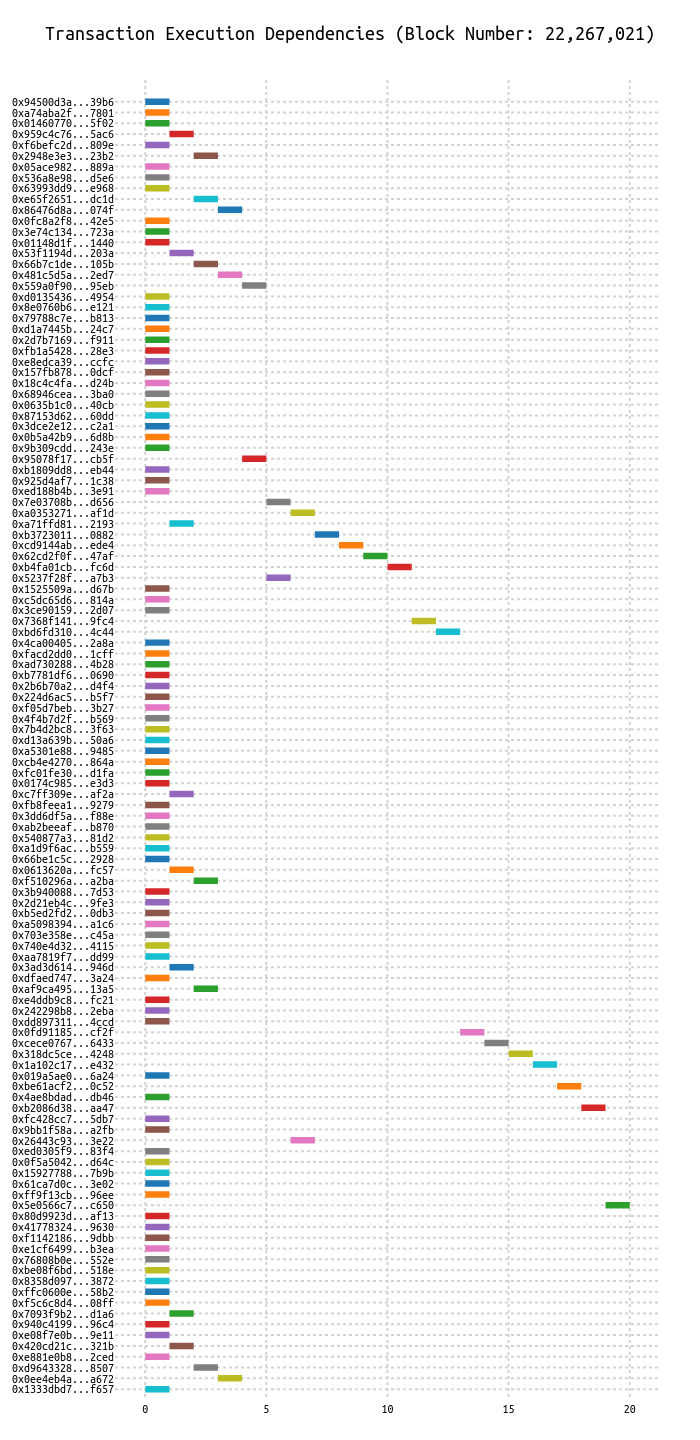 Transaction Execution Dependencies (Block Number: 22,267,021)
0x94500d3a...39b6
0xa74aba2f...7801
0x01460770...5f02
0x959c4c76...5ac6
0xf6befc2d...809e
0x2948e3e3...23b2
0x05ace982...889a
0x536a8e98...d5e6
0x63993dd9...e968
0xe65f2651...dc1d
0x86476d8a...074f
0x0fc8a2f8...42e5
0x3e74c134...723a
0x01148d1f...1440
0x53f1194d...203a
0x66b7c1de...105b
0x481c5d5a...2ed7
0x559a0f90...95eb
0xd0135436...4954
0x8e0760b6...e121
0x79788c7e...b813
0xd1a7445b...24c7
0x2d7b7169...f911
0xfb1a5428...28e3
0xe8edca39...ccfc
0x157fb878...0dcf
0x18c4c4fa...d24b
0x68946cea...3ba0
0x0635b1c0...40cb
0x87153d62...60dd
0x3dce2e12...c2a1
0x0b5a42b9...6d8b
0x9b309cdd...243e
0x95078f17...cb5f
0xb1809dd8...eb44
0x925d4af7...1c38
0xed188b4b...3e91
0x7e03708b...d656
0xa0353271...af1d
0xa71ffd81...2193
0xb3723011...0882
0xcd9144ab...ede4
0x62cd2f0f...47af
0xb4fa01cb...fc6d
0x5237f28f...a7b3
0x1525509a...d67b
0xc5dc65d6...814a
0x3ce90159...2d07
0x7368f141...9fc4
0xbd6fd310...4c44
0x4ca00405...2a8a
0xfacd2dd0...1cff
0xad730288...4b28
0xb7781df6...0690
0x2b6b70a2...d4f4
0x224d6ac5...b5f7
0xf05d7beb...3b27
0x4f4b7d2f...b569
0x7b4d2bc8...3f63
0xd13a639b...50a6
0xa5301e88...9485
0xcb4e4270...864a
0xfc01fe30...d1fa
0x0174c985...e3d3
0xc7ff309e...af2a
0xfb8feea1...9279
0x3dd6df5a...f88e
0xab2beeaf...b870
0x540877a3...81d2
0xa1d9f6ac...b559
0x66be1c5c...2928
0x0613620a...fc57
0xf510296a...a2ba
0x3b940088...7d53
0x2d21eb4c...9fe3
0xb5ed2fd2...0db3
0xa5098394...a1c6
0x703e358e...c45a
0x740e4d32...4115
0xaa7819f7...dd99
0x3ad3d614...946d
0xdfaed747...3a24
0xaf9ca495...13a5
0xe4ddb9c8...fc21
0x242298b8...2eba
0xdd897311...4ccd
0x0fd91185...cf2f
0xcece0767...6433
0x318dc5ce...4248
0x1a102c17...e432
0x019a5ae0...6a24
0xbe61acf2...0c52
0x4ae8bdad...db46
0xb2086d38...aa47
0xfc428cc7...5db7
0x9bb1f58a...a2fb
0x26443c93...3e22
0xed0305f9...83f4
0x0f5a5042...d64c
0x15927788...7b9b
0x61ca7d0c...3e02
0xff9f13cb...96ee
0x5e0566c7...c650
0x80d9923d...af13
0x41778324...9630
0xf1142186...9dbb
0xe1cf6499...b3ea
0x76808b0e...552e
0xbe08f6bd...518e
0x8358d097...3872
0xffc0600e...58b2
0xf5c6c8d4...08ff
0x7093f9b2...d1a6
0x940c4199...96c4
0xe08f7e0b...9e11
0x420cd21c...321b
0xe881e0b8...2ced
0xd9643328...8507
0x0ee4eb4a...a672
0x1333dbd7...f657
0 5 10 15 20